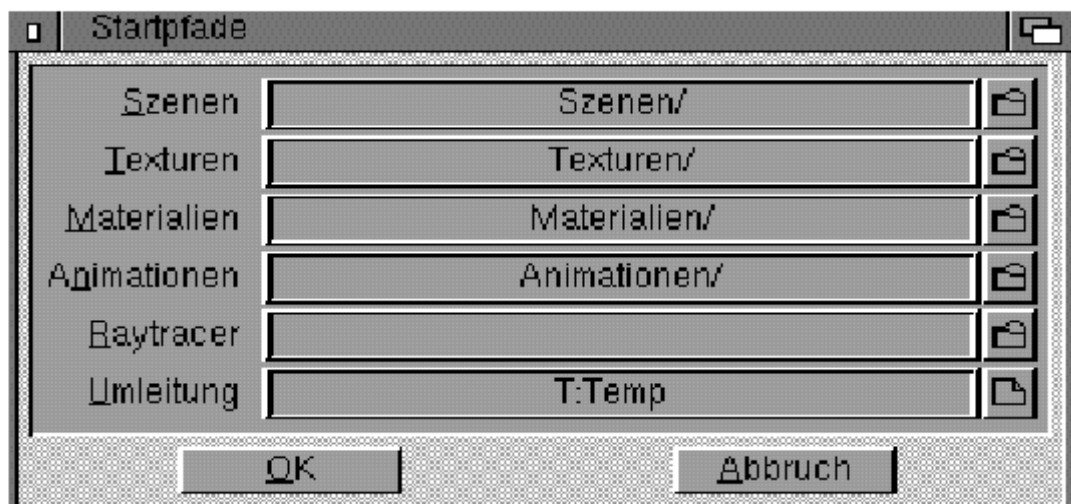 Startpfade
Szenen Szenen/
Texturen Texturen/
Materialien Materialien/
Animationen Animationen/
Raytracer
Umleitung T:Temp
OK Abbruch